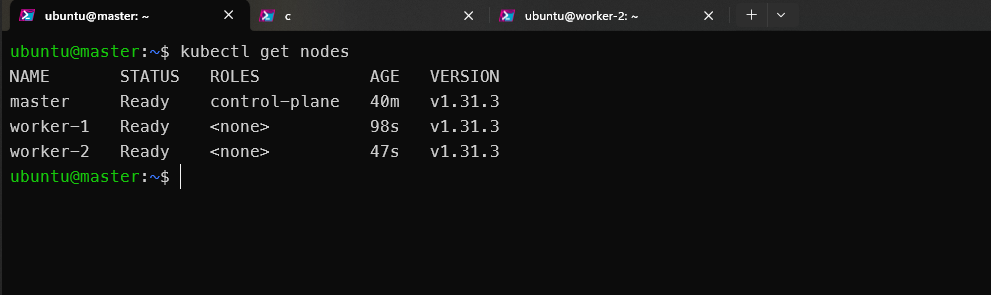 ubuntu@master: ~
c
ubuntu@worker-2: ~
ubuntu@master:~$ kubectl get nodes
NAME STATUS ROLES AGE VERSION
master Ready control-plane 40m v1.31.3
worker-1 Ready <none> 98s v1.31.3
worker-2 Ready <none> 47s v1.31.3
ubuntu@master:~$